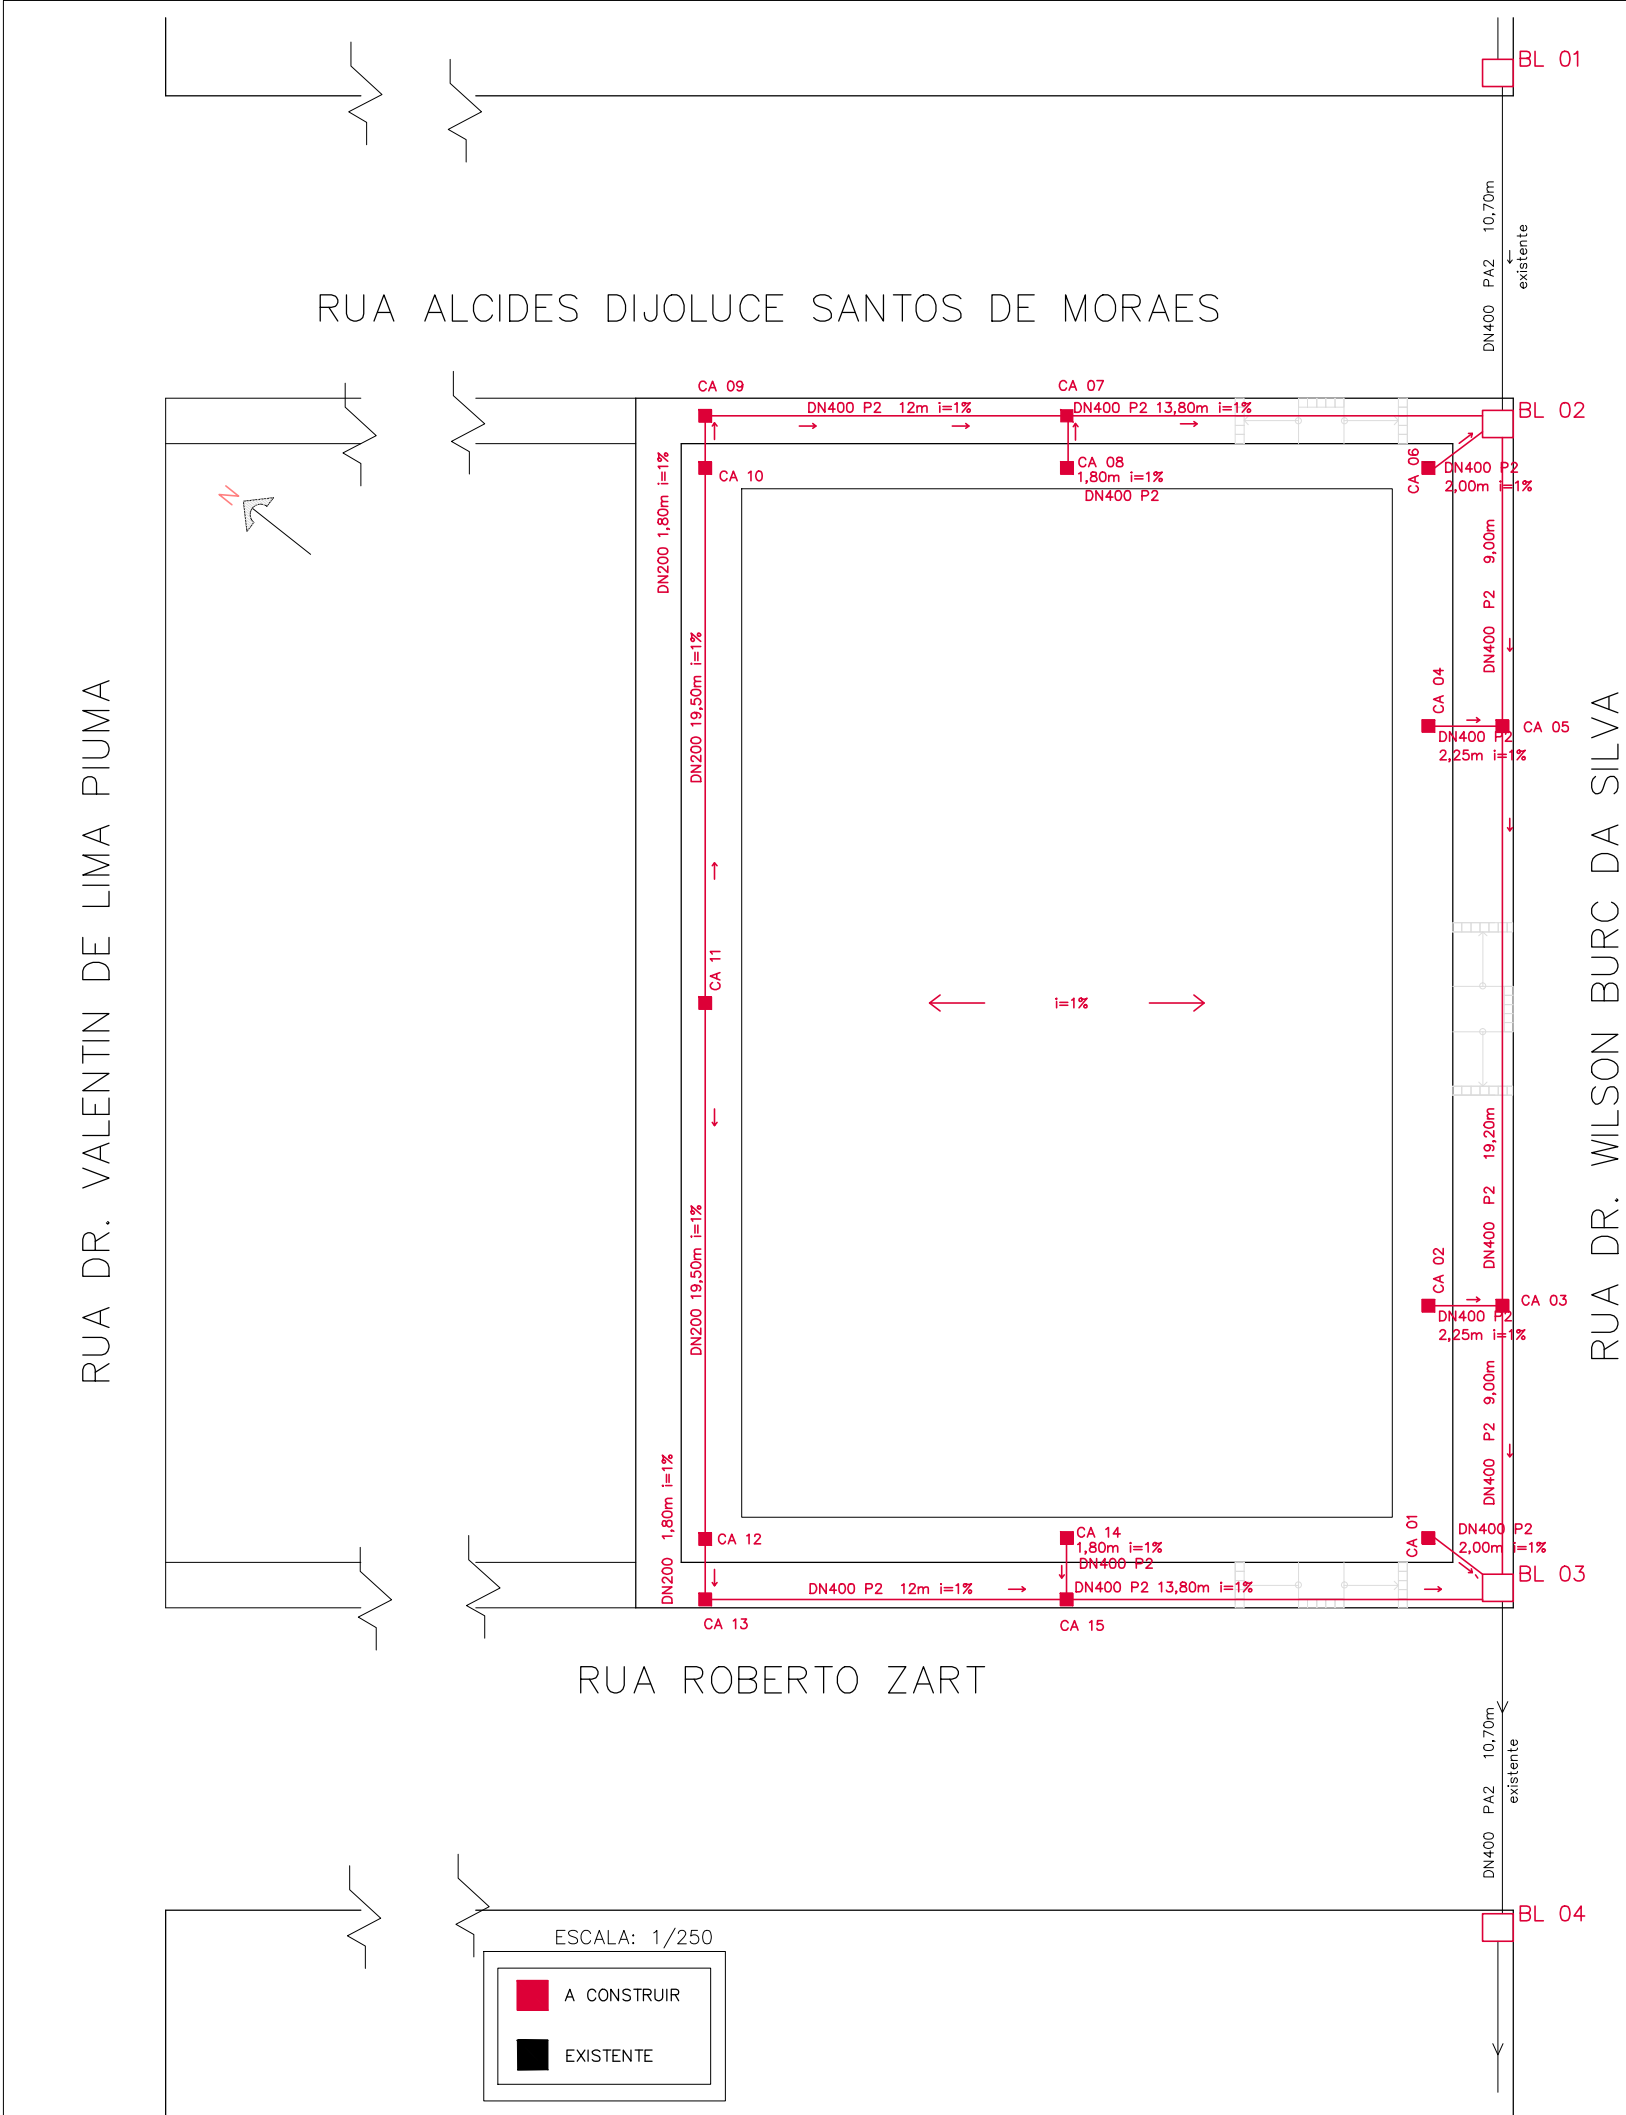 BL 01
DN400 PA2 10,70m
existente
RUA ALCIDES DIJOLUCE SANTOS DE MORAES
CA 09
CA 07
DN400 P2 12m i=1%
DN400 P2 13,80m i=1%
BL 02
CA 10
CA 08
1,80m i=1%
DN400 P2
CA 06
DN400 P2
2,00m i=1%
N
DN200 1,80m i=1%
DN400 P2 9,00m
DN200 19,50m i=1%
CA 04
CA 05
DN400 P2
2,25m i=1%
RUA DR. VALENTIN DE LIMA PIUMA
RUA DR. WILSON BURC DA SILVA
CA 11
i=1%
DN400 P2 19,20m
DN200 19,50m i=1%
CA 02
CA 03
DN400 P2
2,25m i=1%
DN400 P2 9,00m
DN200 1,80m i=1%
CA 12
CA 14
1,80m i=1%
DN400 P2
CA 01
DN400 P2
2,00m i=1%
BL 03
DN400 P2 12m i=1%
DN400 P2 13,80m i=1%
CA 13
CA 15
RUA ROBERTO ZART
DN400 PA2 10,70m
existente
BL 04
ESCALA: 1/250
A CONSTRUIR
EXISTENTE